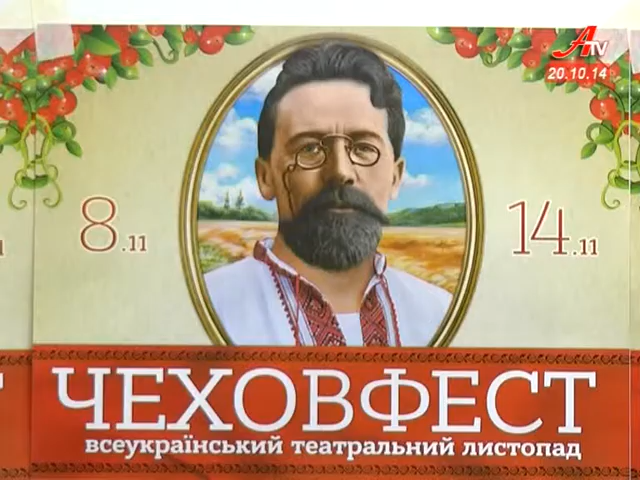 ATV
20.10.14
8.11
14.11
ЧЕХОВФЕСТ
всеукраїнський театральний листопад